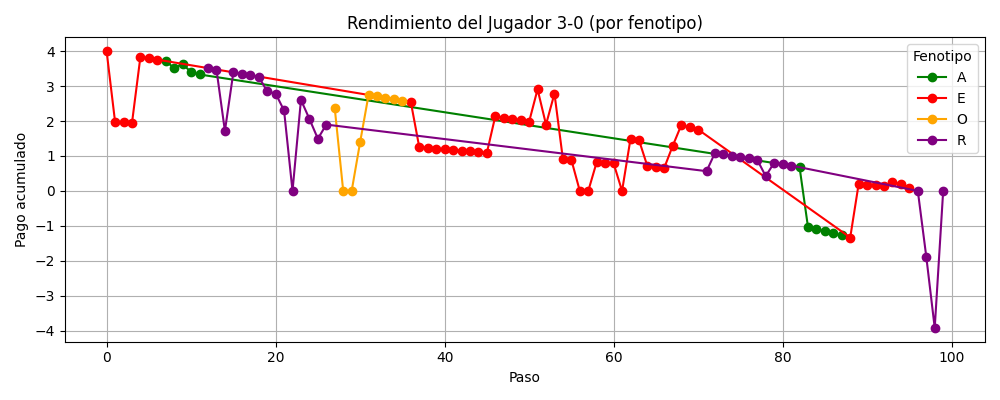 Rendimiento del Jugador 3-0 (por fenotipo)
Pago acumulado
4
3
2
1
0
−1
−2
−3
−4
Fenotipo
A
E
O
R
0 20 40 60 80 100
Paso